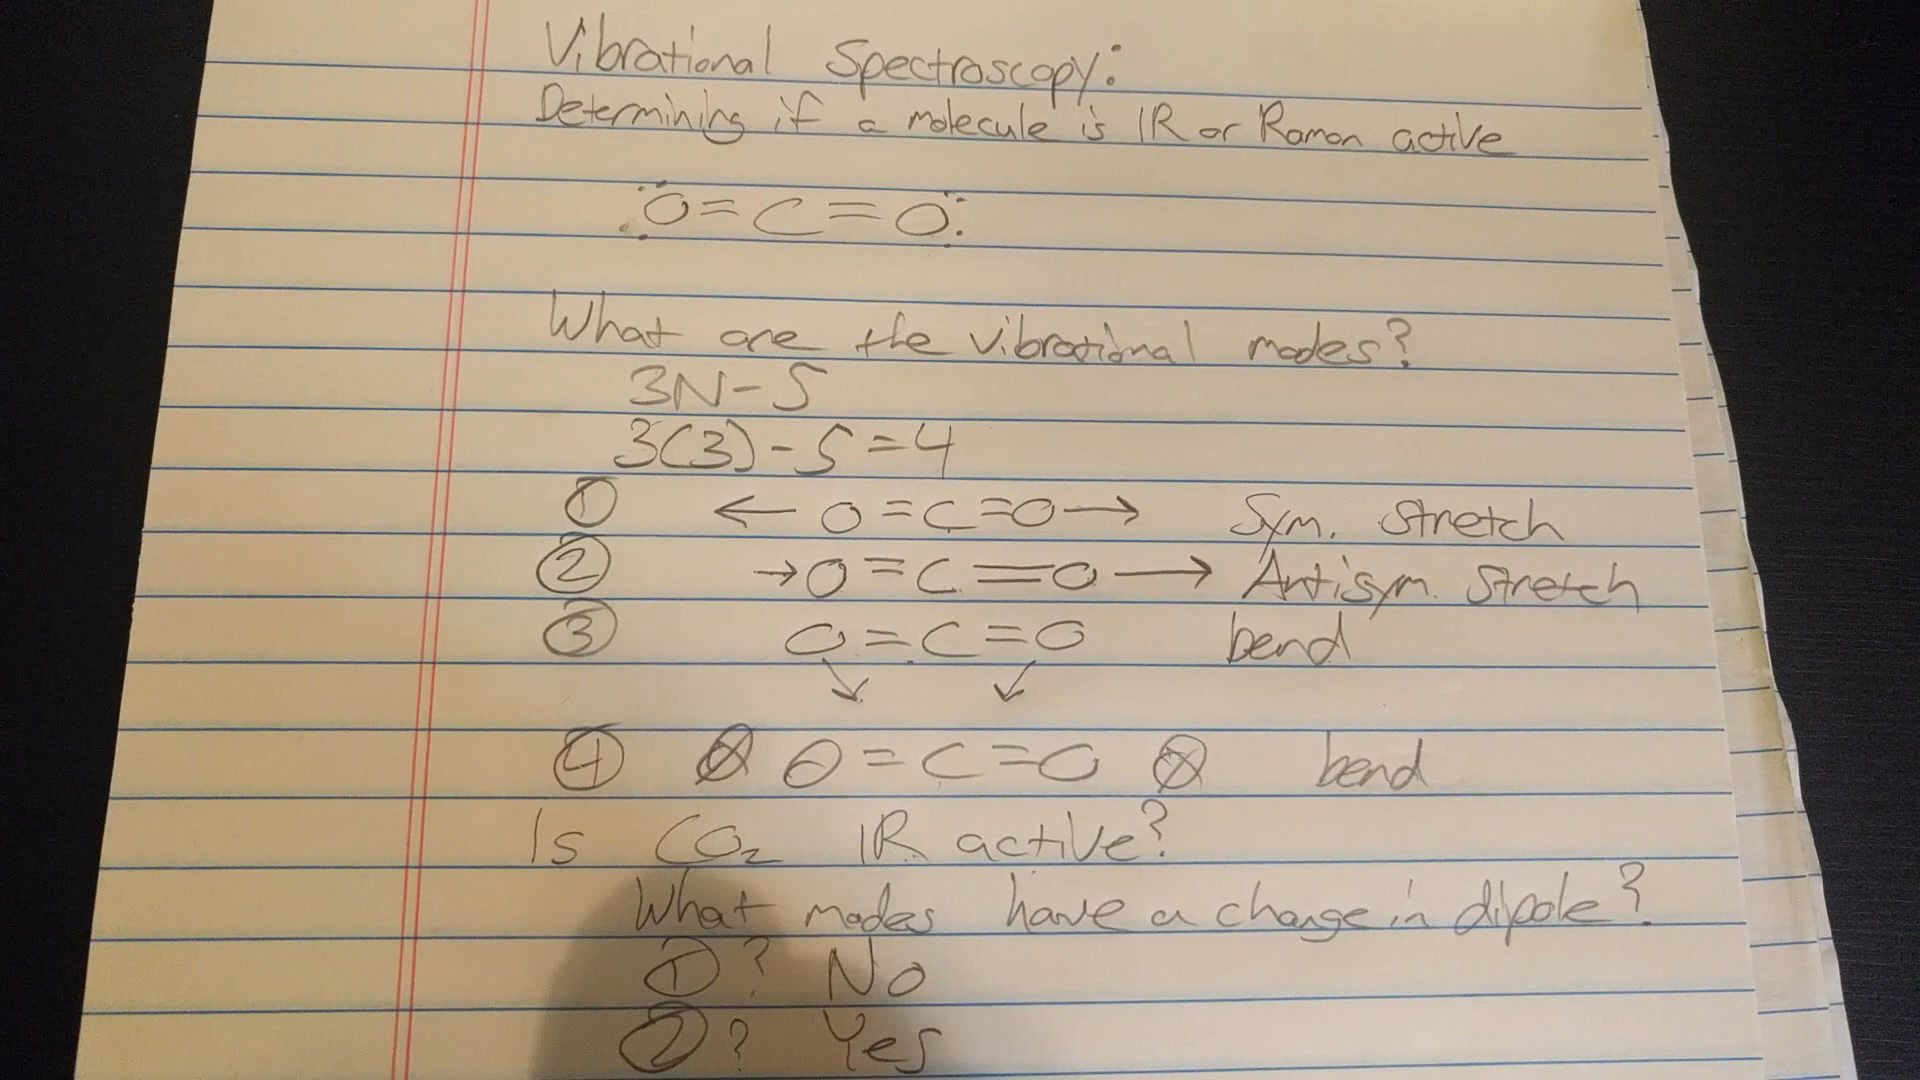 Vibrational Spectroscopy:
Determining if a molecule is IR or Raman active
O=C=O
What are the vibrational modes?
3N-5
3(3)-5=4
① ← O=C=O → Sym. Stretch
② →O=C=O → Antisym. Stretch
③ O=C=O bend
↘ ↙
④ ⊗ O=C=O ⊗ bend
Is CO₂ IR active?
What modes have a change in dipole?
①? No
②? Yes